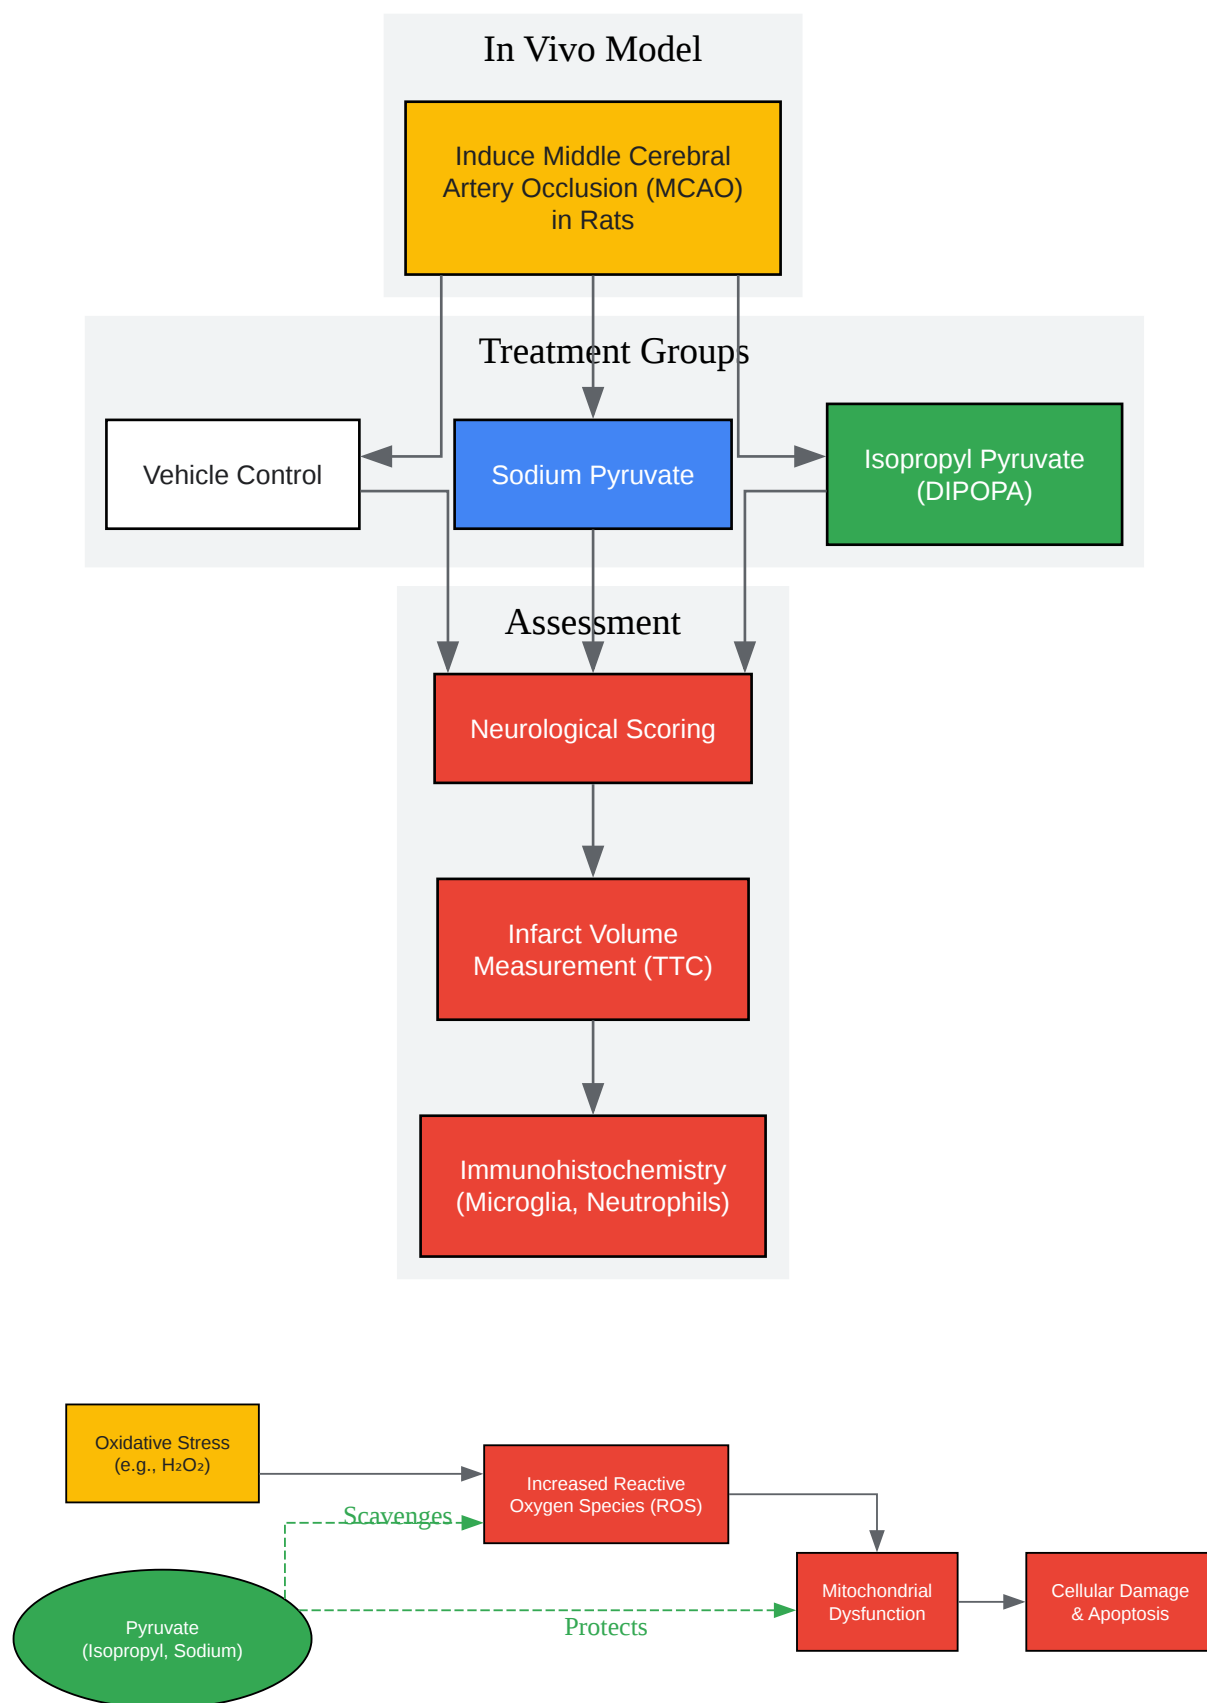 In Vivo Model
Induce Middle Cerebral
Artery Occlusion (MCAO)
in Rats
Treatment Groups
Vehicle Control
Sodium Pyruvate
Isopropyl Pyruvate
(DIPOPA)
Assessment
Neurological Scoring
Infarct Volume
Measurement (TTC)
Immunohistochemistry
(Microglia, Neutrophils)
Oxidative Stress
(e.g., H₂O₂)
Increased Reactive
Oxygen Species (ROS)
Scavenges
Mitochondrial
Dysfunction
Cellular Damage
& Apoptosis
Protects
Pyruvate
(Isopropyl, Sodium)